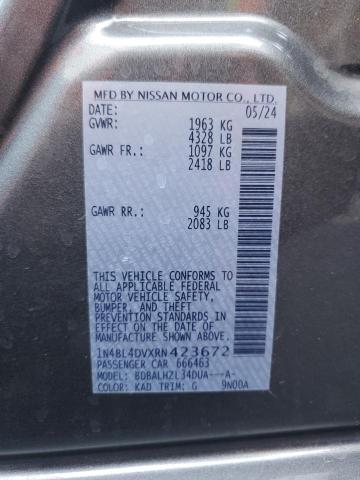 MFD BY NISSAN MOTOR CO., LTD.
DATE: 05/24
GVWR: 1963 KG
4328 LB
GAWR FR.: 1097 KG
2418 LB
GAWR RR.: 945 KG
2083 LB
THIS VEHICLE CONFORMS TO
ALL APPLICABLE FEDERAL
MOTOR VEHICLE SAFETY,
BUMPER, AND THEFT
PREVENTION STANDARDS
IN EFFECT ON THE DATE OF
MANUFACTURE SHOWN ABOVE.
1N4BL4DVXRN423672
PASSENGER CAR 666463
MODEL: BDBALHZL34DUA---A-
COLOR: KAD TRIM: G 9N00A